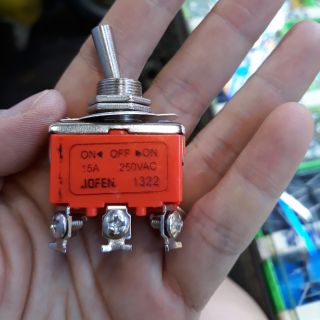 ON◄ OFF ►ON
15A 250VAC
JOFEN 1322